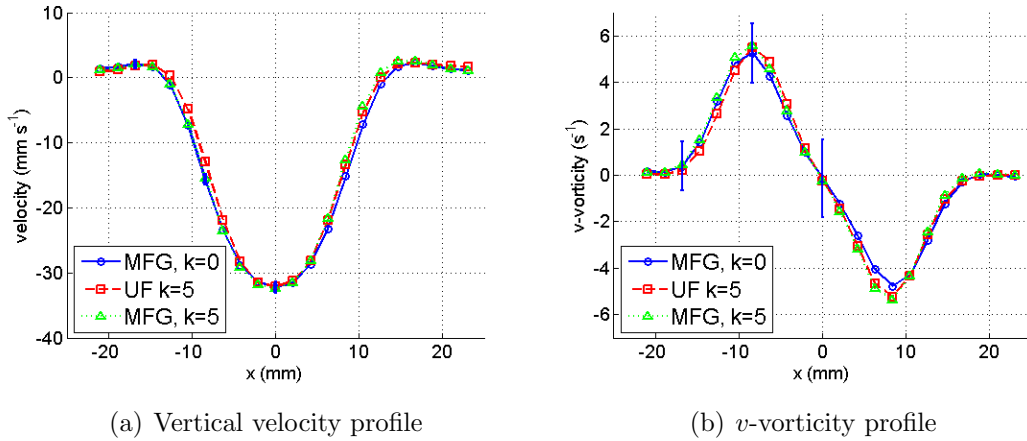 10
0
-10
-20
-30
-40
velocity (mm s⁻¹)
MFG, k=0
UF k=5
MFG, k=5
-20 -10 0 10 20
x (mm)
(a) Vertical velocity profile
6
4
2
0
-2
-4
-6
v-vorticity (s⁻¹)
MFG, k=0
UF k=5
MFG, k=5
-20 -10 0 10 20
x (mm)
(b) v-vorticity profile